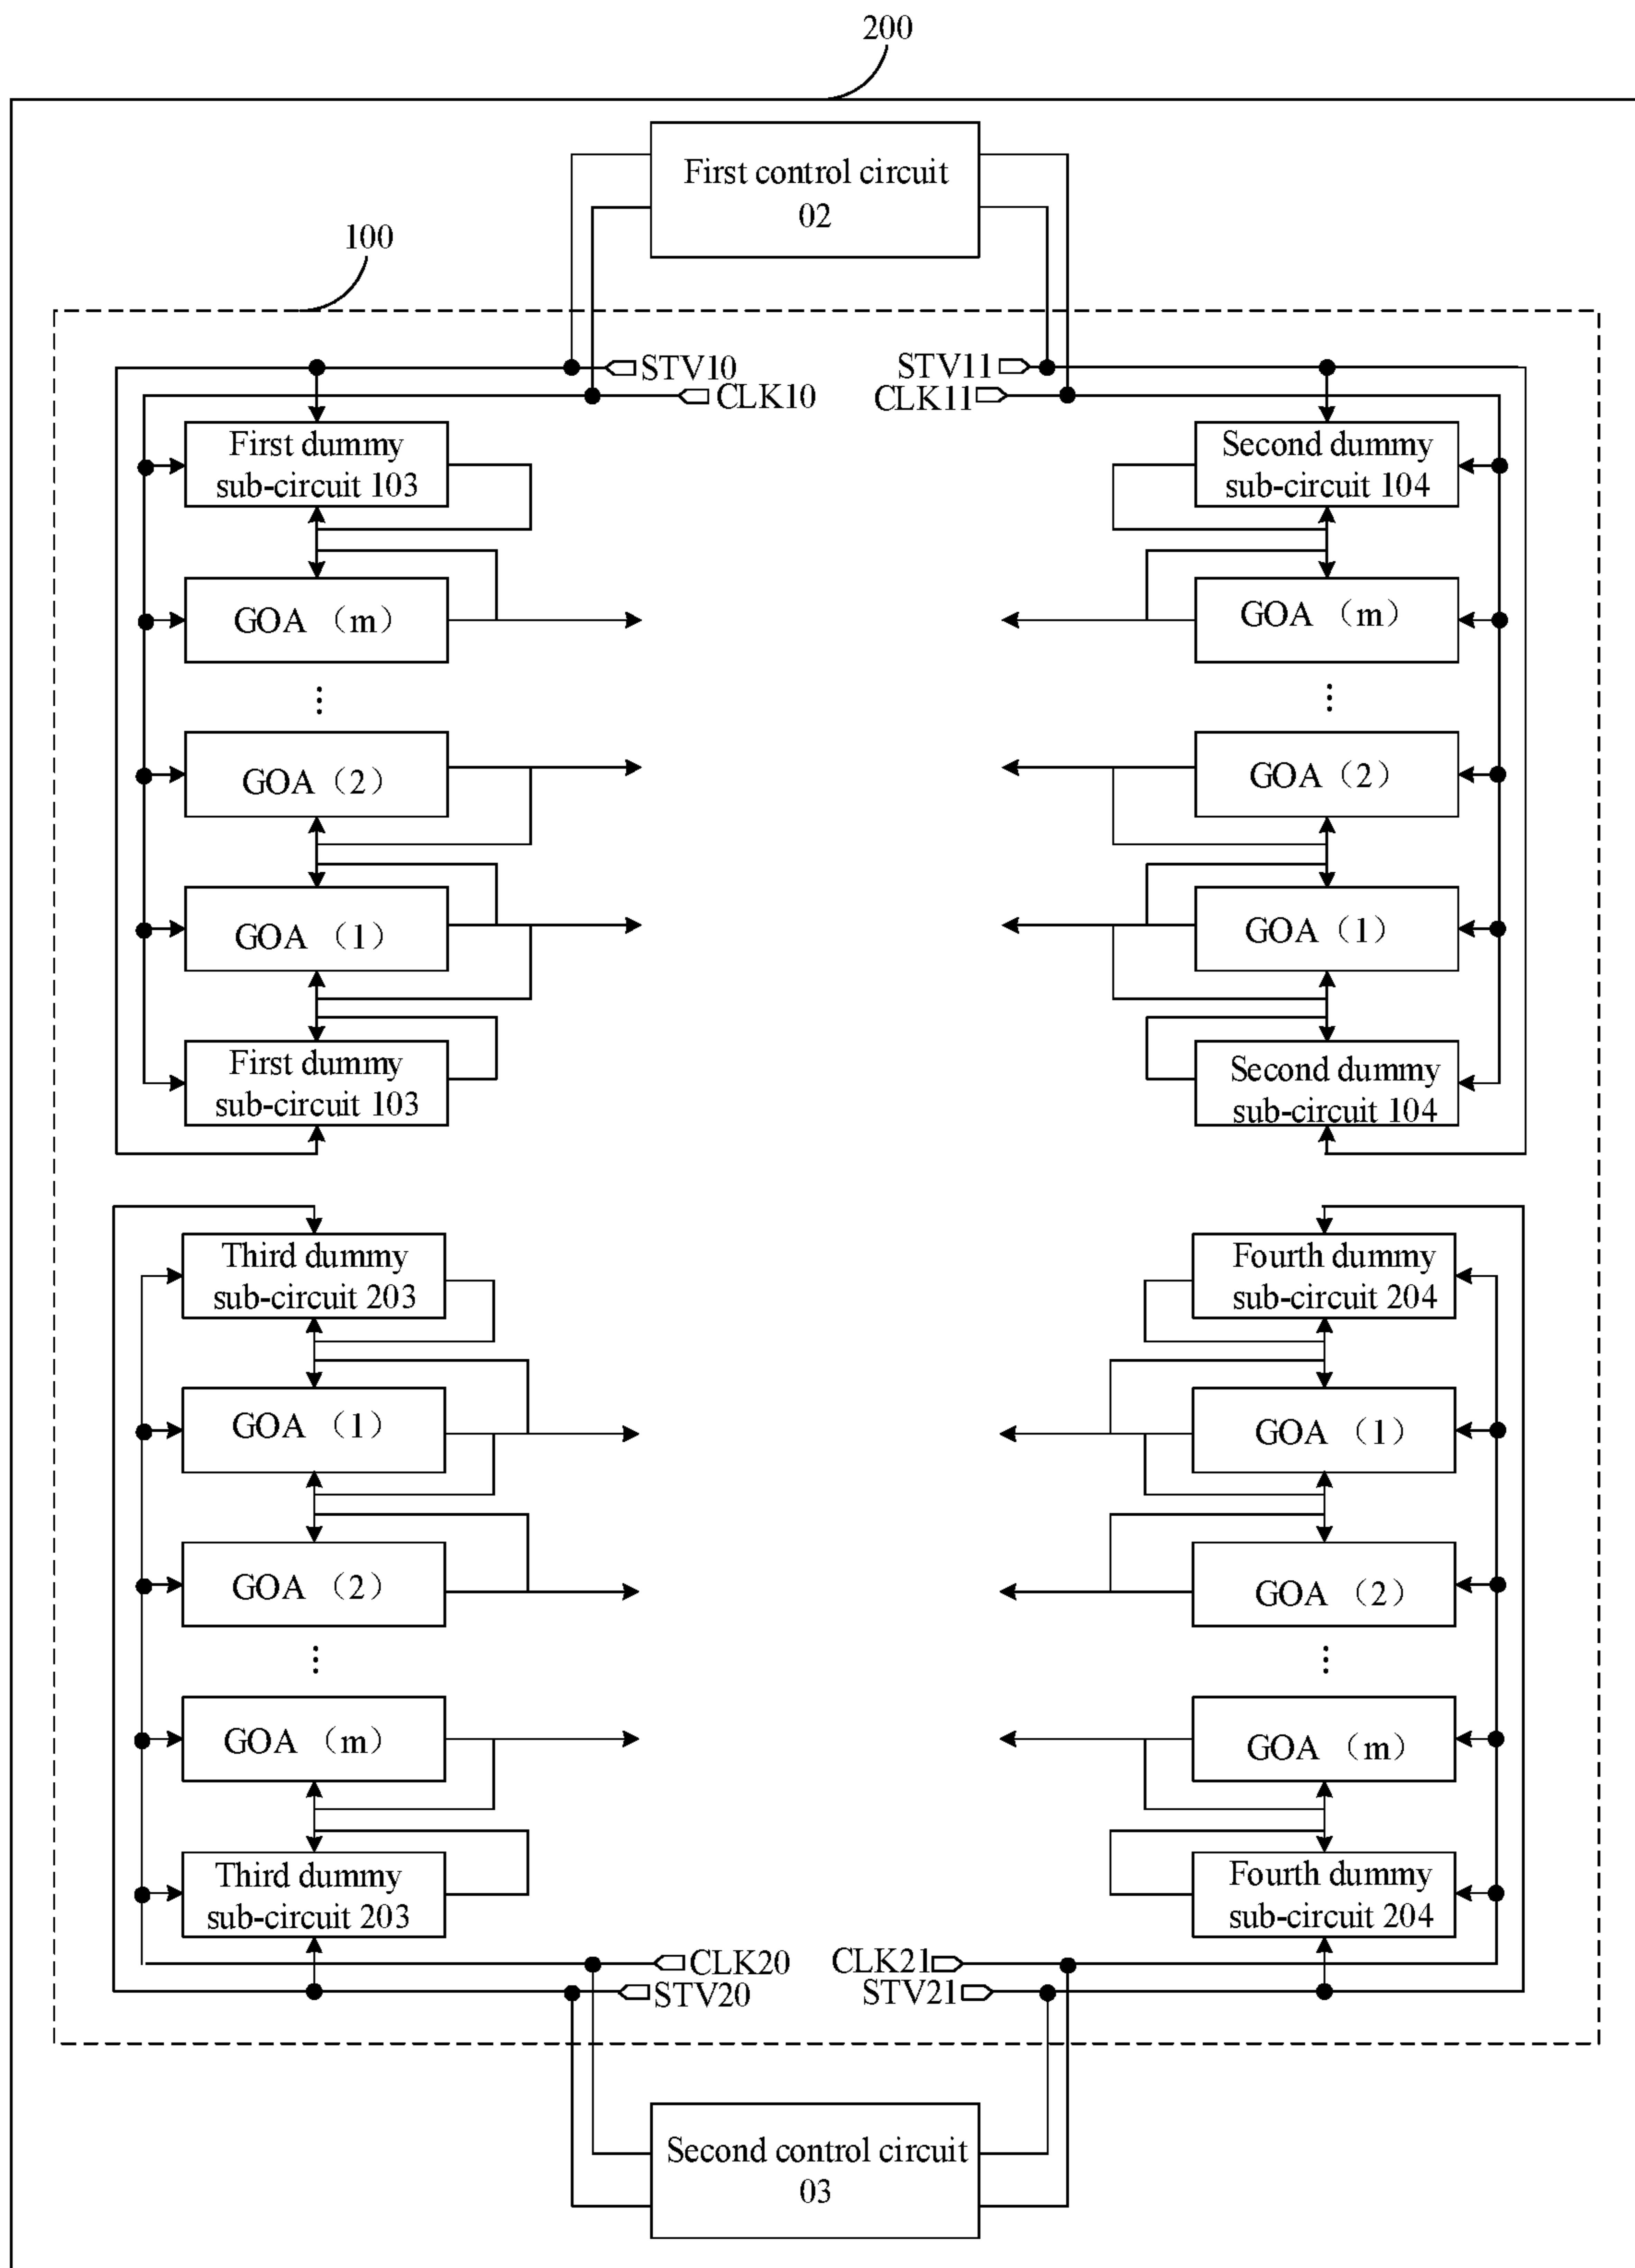 200
First control circuit
02
100
STV10
STV11
CLK10
CLK11
First dummy
sub-circuit 103
Second dummy
sub-circuit 104
GOA （m）
GOA （m）
⋮
⋮
GOA （2）
GOA （2）
GOA （1）
GOA （1）
First dummy
sub-circuit 103
Second dummy
sub-circuit 104
Third dummy
sub-circuit 203
Fourth dummy
sub-circuit 204
GOA （1）
GOA （1）
GOA （2）
GOA （2）
⋮
⋮
GOA （m）
GOA （m）
Third dummy
sub-circuit 203
Fourth dummy
sub-circuit 204
CLK20
CLK21
STV20
STV21
Second control circuit
03